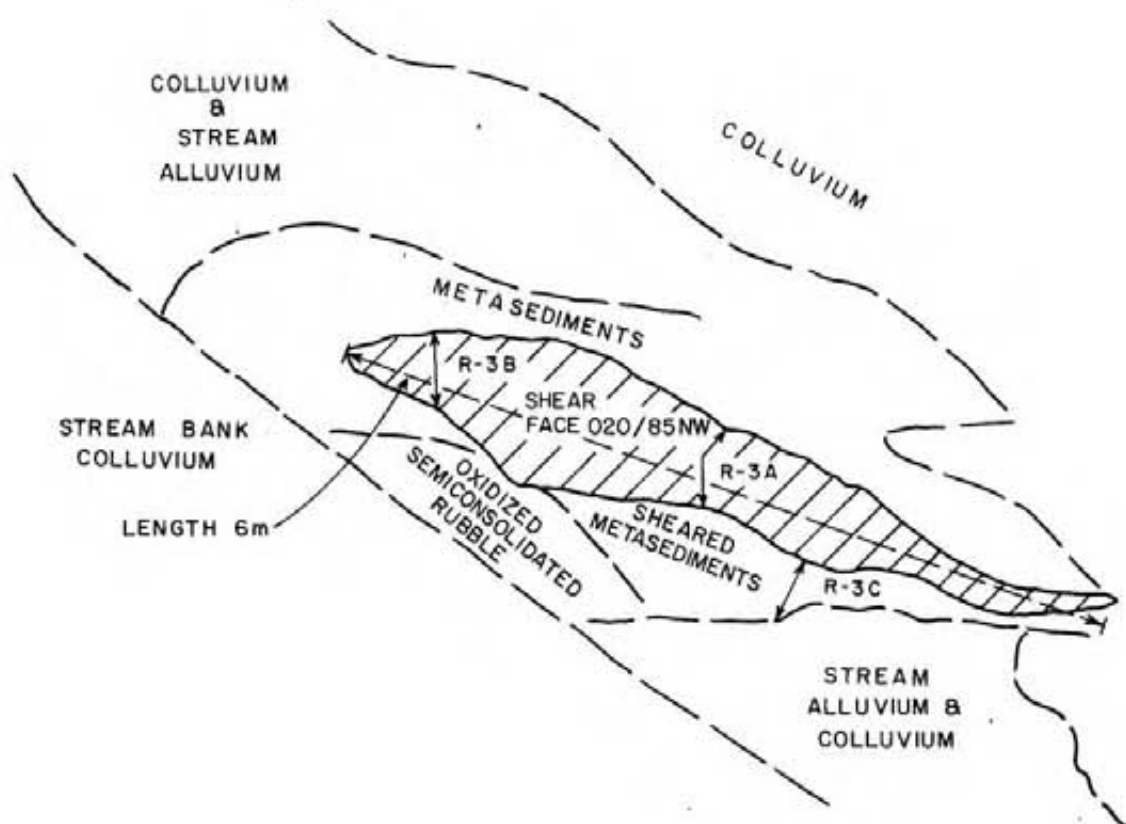 COLLUVIUM
&
STREAM
ALLUVIUM
COLLUVIUM
METASEDIMENTS
R-3B
SHEAR
FACE 020/85NW
STREAM BANK
COLLUVIUM
R-3A
OXIDIZED
SEMICONSOLIDATED
RUBBLE
LENGTH 6m
SHEARED
METASEDIMENTS
R-3C
STREAM
ALLUVIUM &
COLLUVIUM